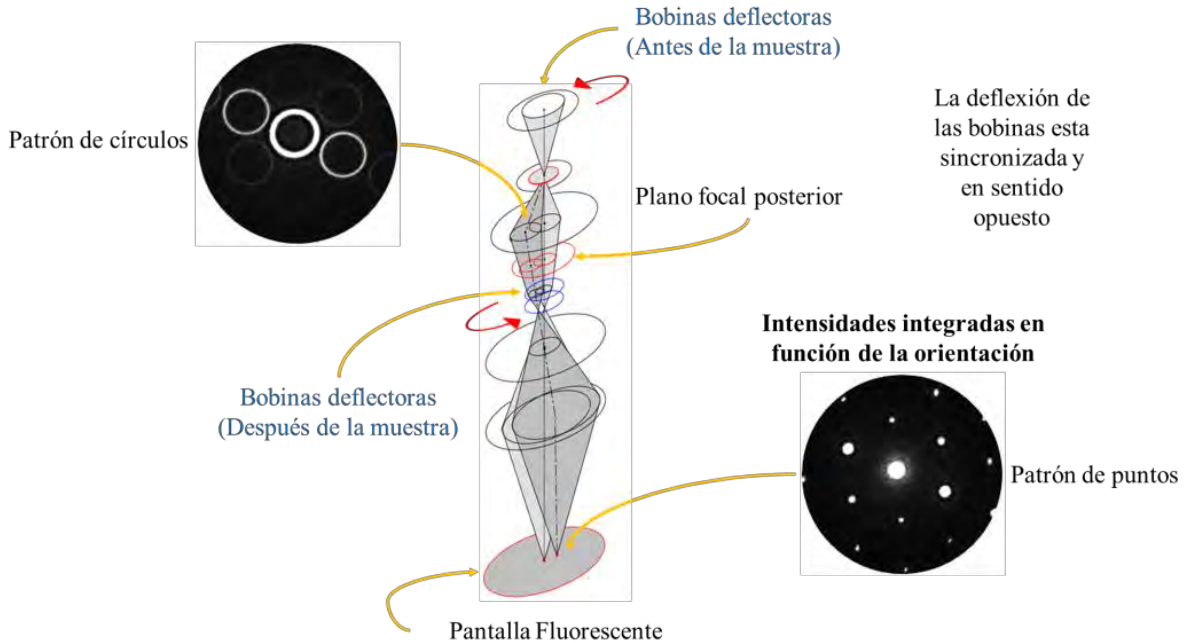 Bobinas deflectoras
(Antes de la muestra)
Patrón de círculos
La deflexión de
las bobinas esta
sincronizada y
en sentido
opuesto
Plano focal posterior
Intensidades integradas en
función de la orientación
Bobinas deflectoras
(Después de la muestra)
Patrón de puntos
Pantalla Fluorescente